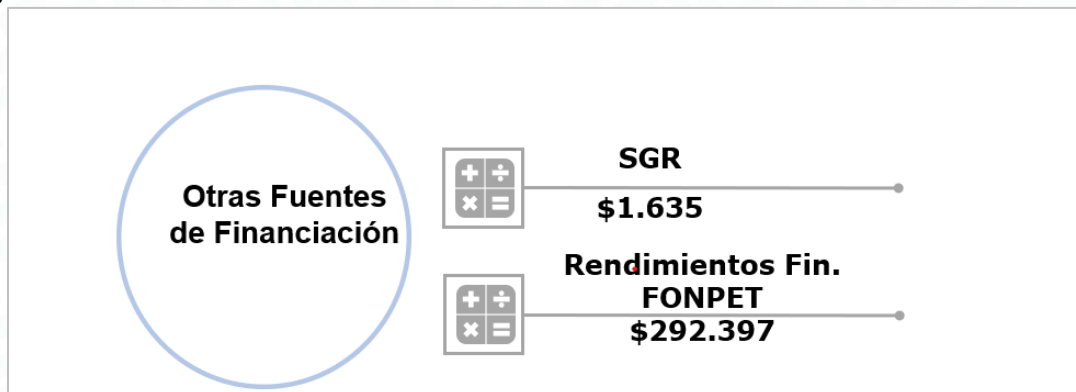 Otras Fuentes
de Financiación
SGR
$1.635
Rendimientos Fin.
FONPET
$292.397